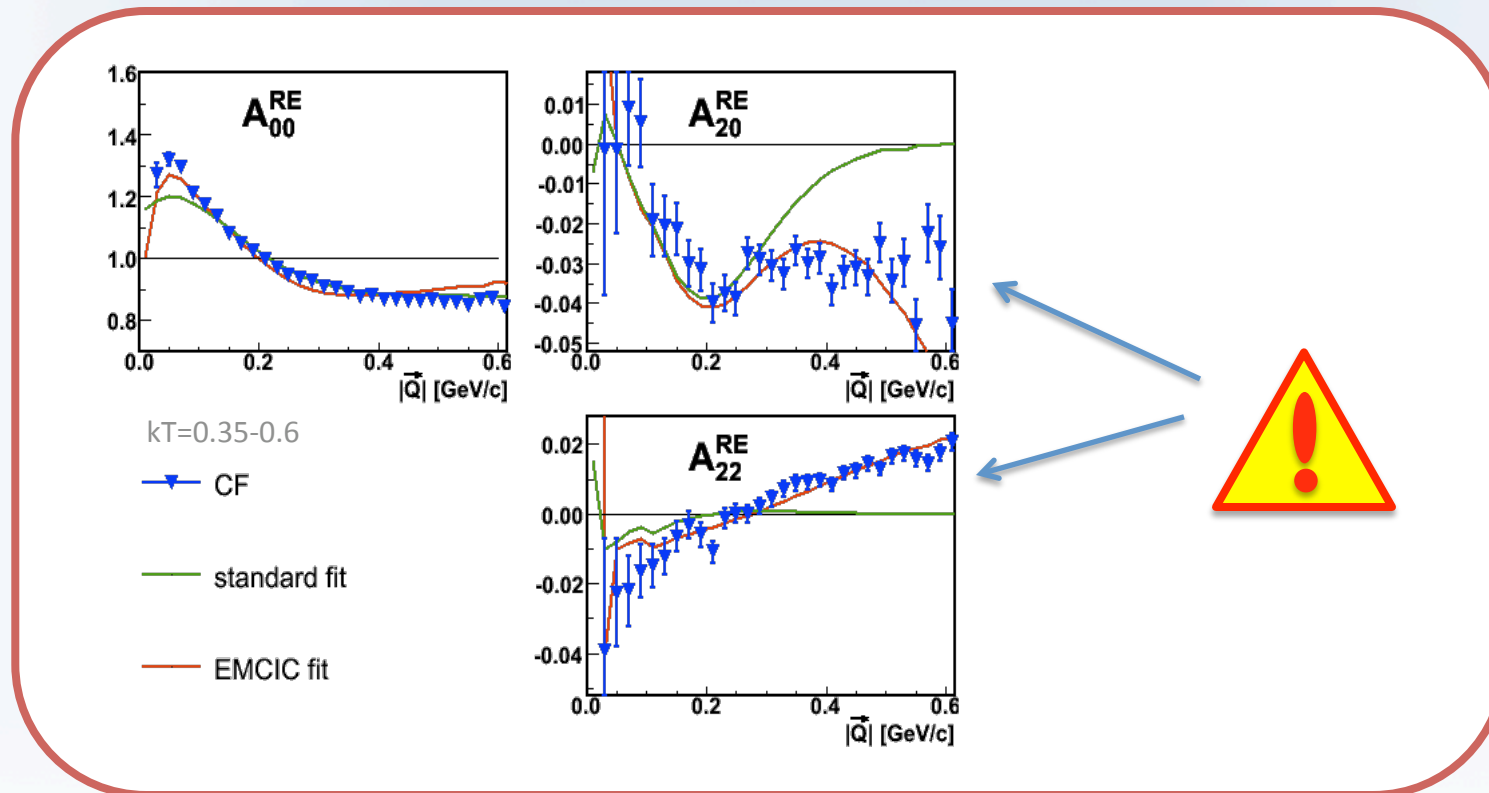 A00RE
1.6
1.4
1.2
1.0
0.8
0.0 0.2 0.4 0.6
|Q⃗| [GeV/c]
A20RE
0.01
0.00
-0.01
-0.02
-0.03
-0.04
-0.05
0.0 0.2 0.4 0.6
|Q⃗| [GeV/c]
kT=0.35-0.6
CF
standard fit
EMCIC fit
A22RE
0.02
0.00
-0.02
-0.04
0.0 0.2 0.4 0.6
|Q⃗| [GeV/c]
!